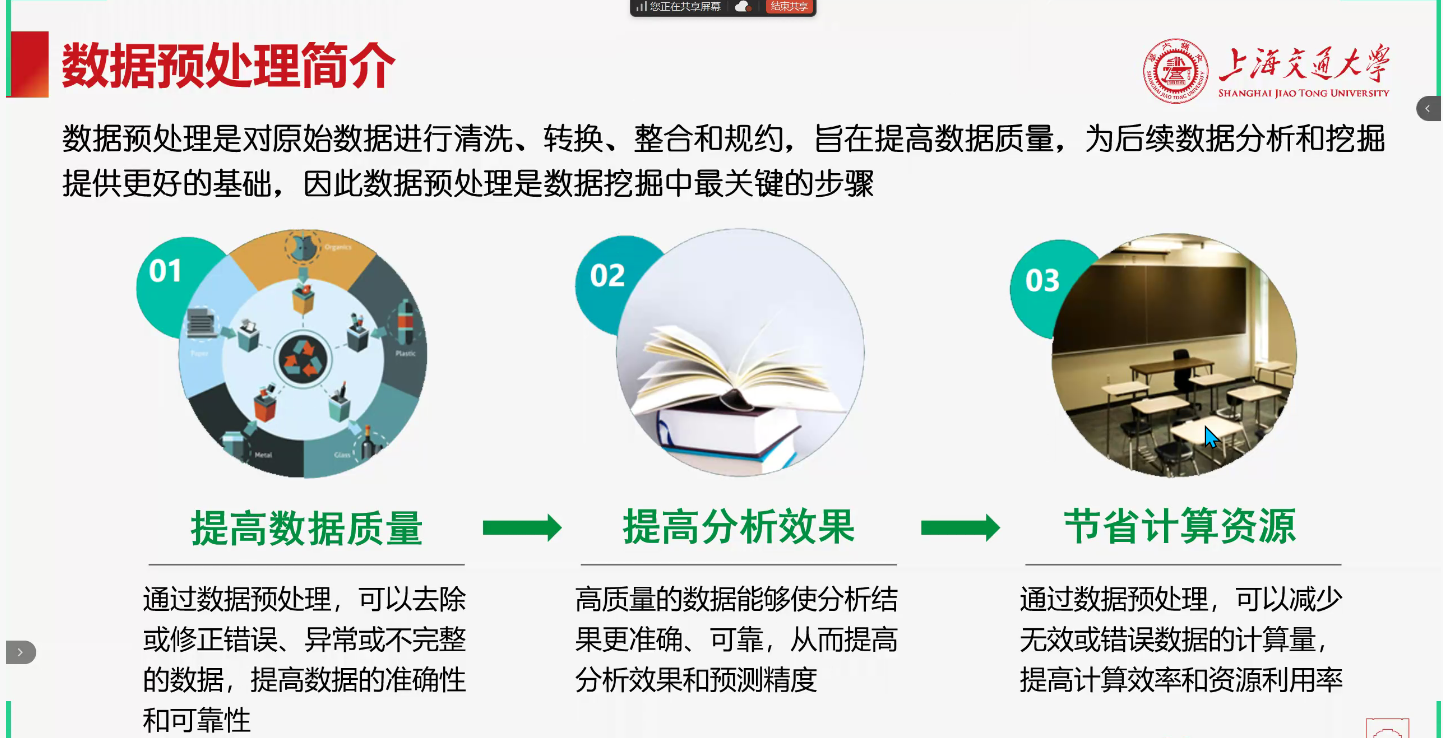 您正在共享屏幕 结束共享
数据预处理简介
上海交通大學
SHANGHAI JIAO TONG UNIVERSITY
数据预处理是对原始数据进行清洗、转换、整合和规约，旨在提高数据质量，为后续数据分析和挖掘
提供更好的基础，因此数据预处理是数据挖掘中最关键的步骤
01
Organics
Plastic
Glass
Metal
Paper
02
03
提高数据质量
通过数据预处理，可以去除
或修正错误、异常或不完整
的数据，提高数据的准确性
和可靠性
提高分析效果
高质量的数据能够使分析结
果更准确、可靠，从而提高
分析效果和预测精度
节省计算资源
通过数据预处理，可以减少
无效或错误数据的计算量，
提高计算效率和资源利用率